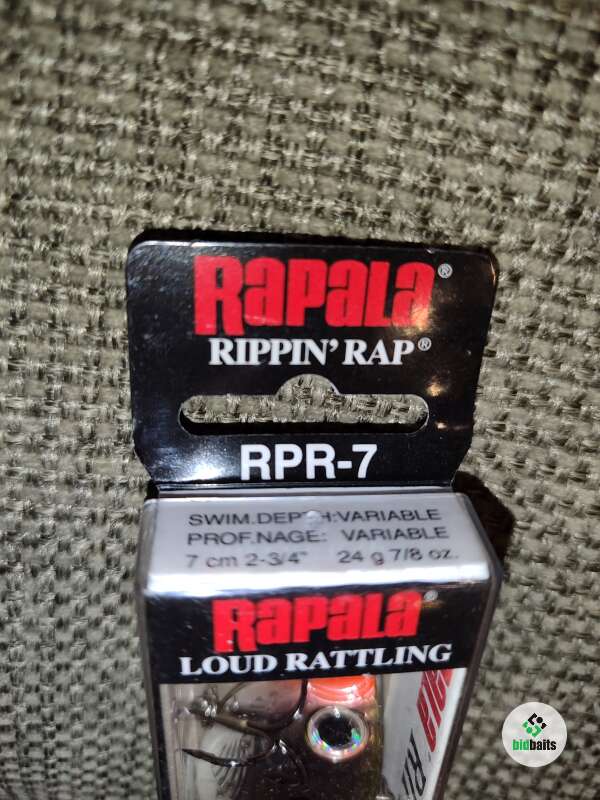 Rapala®
RIPPIN' RAP®
RPR-7
SWIM.DEPTH:VARIABLE
PROF.NAGE: VARIABLE
7 cm 2-3/4" 24 g 7/8 oz.
Rapala®
LOUD RATTLING
bidbaits